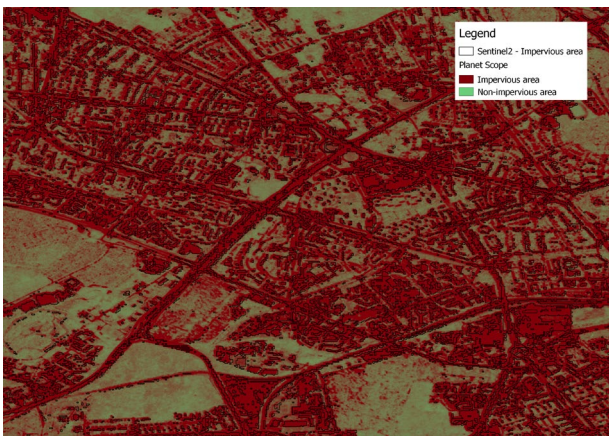 Legend
Sentinel2 - Impervious area
Planet Scope
Impervious area
Non-impervious area